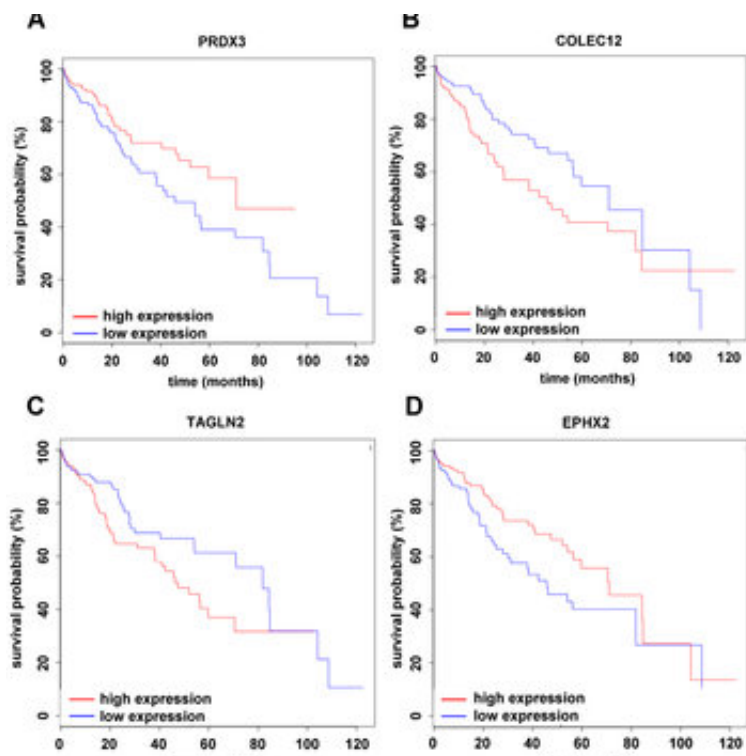 A
PRDX3
survival probability (%)
0 20 40 60 80 100
high expression
low expression
0 20 40 60 80 100 120
time (months)
B
COLEC12
survival probability (%)
0 20 40 60 80 100
high expression
low expression
0 20 40 60 80 100 120
time (months)
C
TAGLN2
survival probability (%)
0 20 40 60 80 100
high expression
low expression
0 20 40 60 80 100 120
D
EPHX2
survival probability (%)
0 20 40 60 80 100
high expression
low expression
0 20 40 60 80 100 120